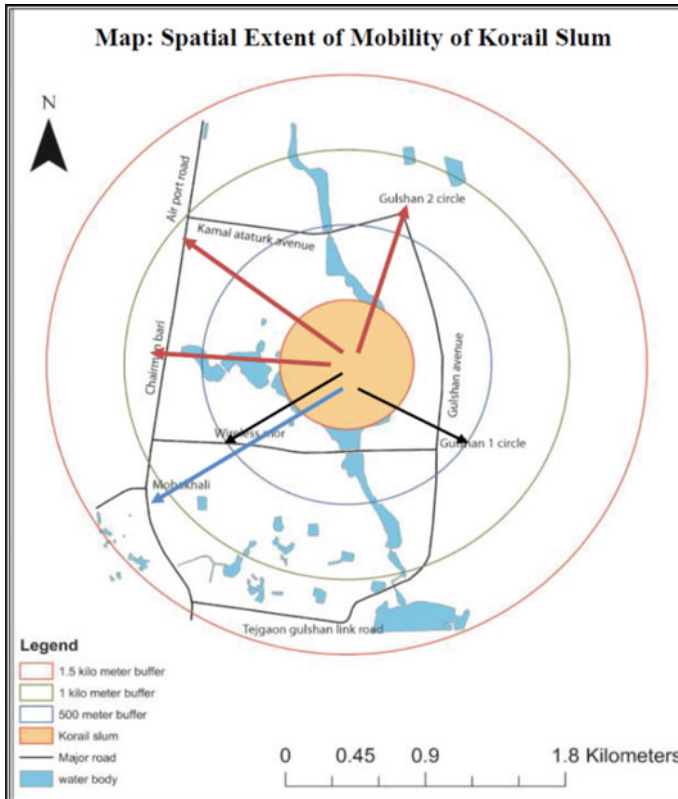 Map: Spatial Extent of Mobility of Korail Slum
N
Air port road
Gulshan 2 circle
Kamal ataturk avenue
Chairman bari
Gulshan avenue
Wireless mor
Gulshan 1 circle
Mohakhali
Tejgaon gulshan link road
Legend
1.5 kilo meter buffer
1 kilo meter buffer
500 meter buffer
Korail slum
Major road
water body
0 0.45 0.9 1.8 Kilometers